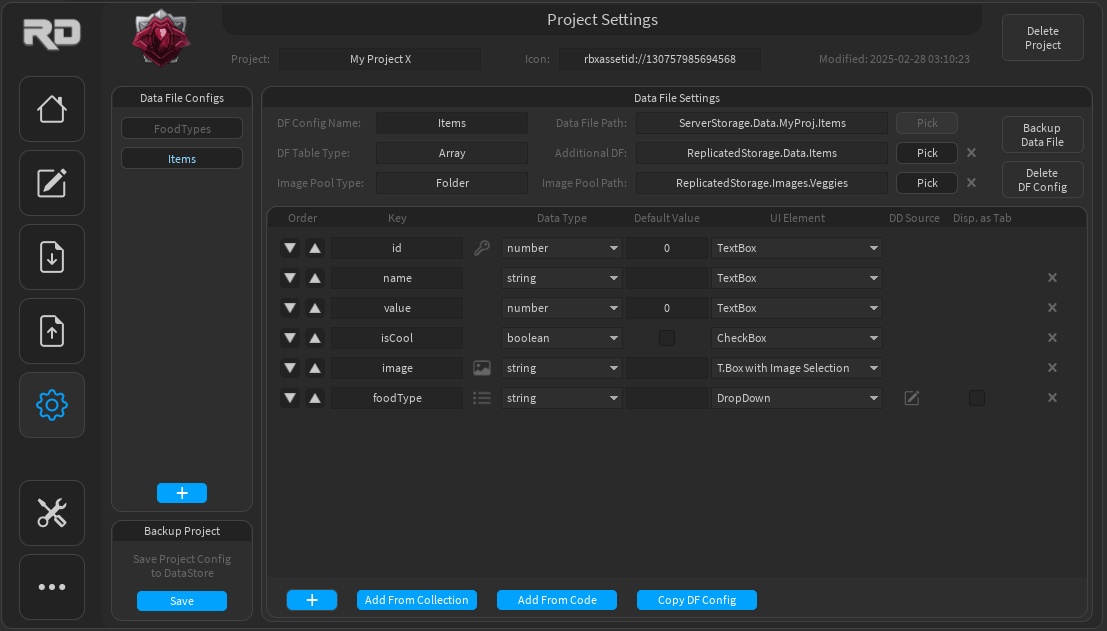 RD
Project Settings
Project: My Project X Icon: rbxassetid://130757985694568 Modified: 2025-02-28 03:10:23
Delete
Project
Data File Configs
FoodTypes
Items
Backup Project
Save Project Config
to DataStore
Save
Data File Settings
DF Config Name: Items Data File Path: ServerStorage.Data.MyProj.Items Pick
DF Table Type: Array Additional DF: ReplicatedStorage.Data.Items Pick
Image Pool Type: Folder Image Pool Path: ReplicatedStorage.Images.Veggies Pick
Backup
Data File
Delete
DF Config
Order Key Data Type Default Value UI Element DD Source Disp. as Tab
id number 0 TextBox
name string TextBox
value number 0 TextBox
isCool boolean CheckBox
image string T.Box with Image Selection
foodType string DropDown
+ Add From Collection Add From Code Copy DF Config